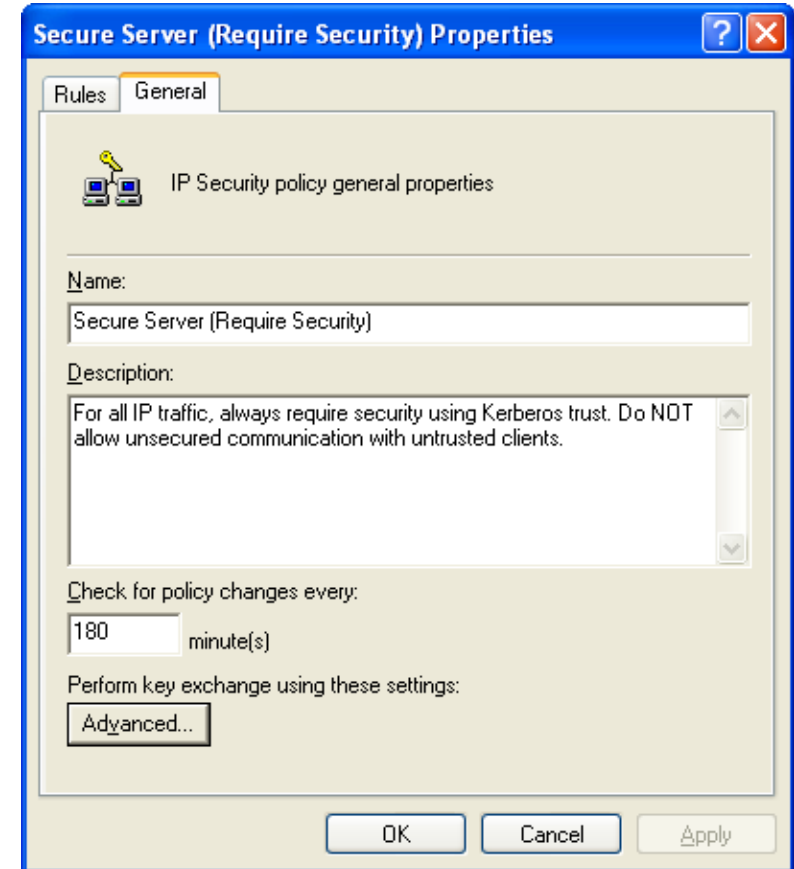 Secure Server (Require Security) Properties
Rules General
IP Security policy general properties
Name:
Secure Server (Require Security)
Description:
For all IP traffic, always require security using Kerberos trust. Do NOT
allow unsecured communication with untrusted clients.
Check for policy changes every:
180 minute(s)
Perform key exchange using these settings:
Advanced...
OK Cancel Apply